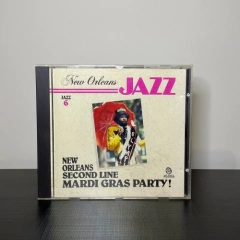 New Orleans
JAZZ
JAZZ
6
NEW
ORLEANS
SECOND LINE
MARDI GRAS PARTY!